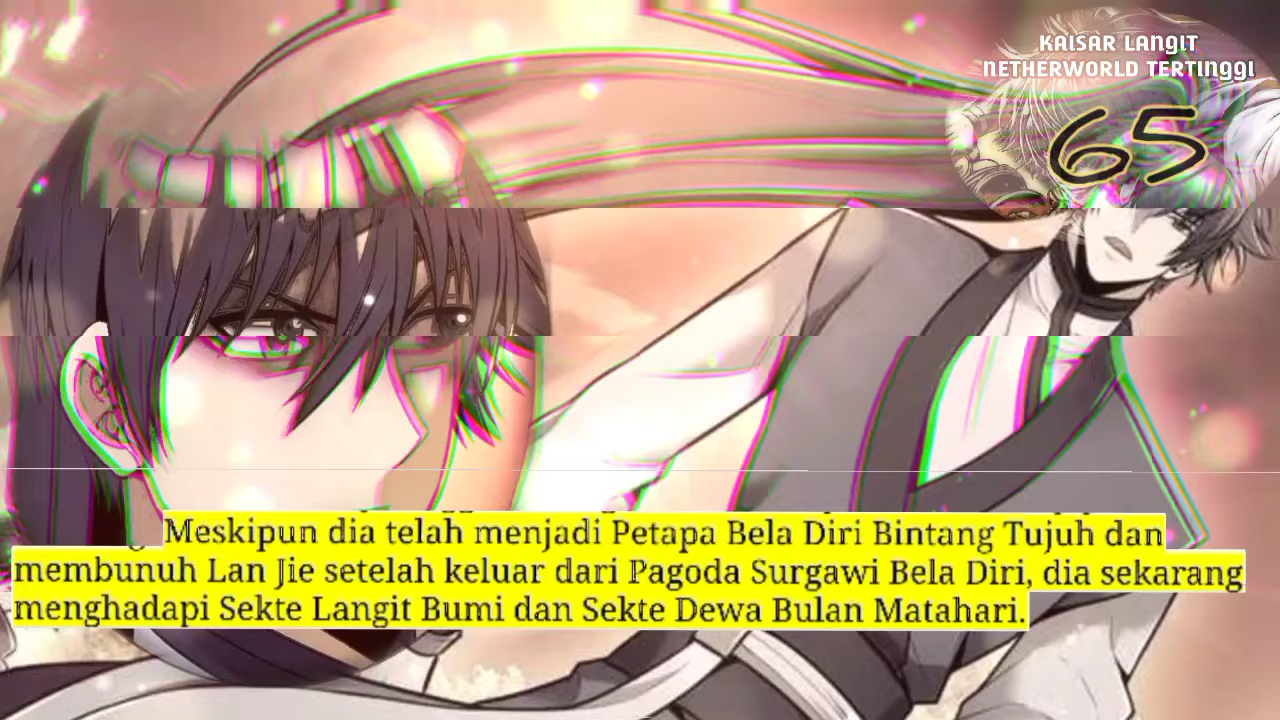 KAISAR LANGIT
NETHERWORLD TERTINGGI
65
Meskipun dia telah menjadi Petapa Bela Diri Bintang Tujuh dan
membunuh Lan Jie setelah keluar dari Pagoda Surgawi Bela Diri, dia sekarang
menghadapi Sekte Langit Bumi dan Sekte Dewa Bulan Matahari.